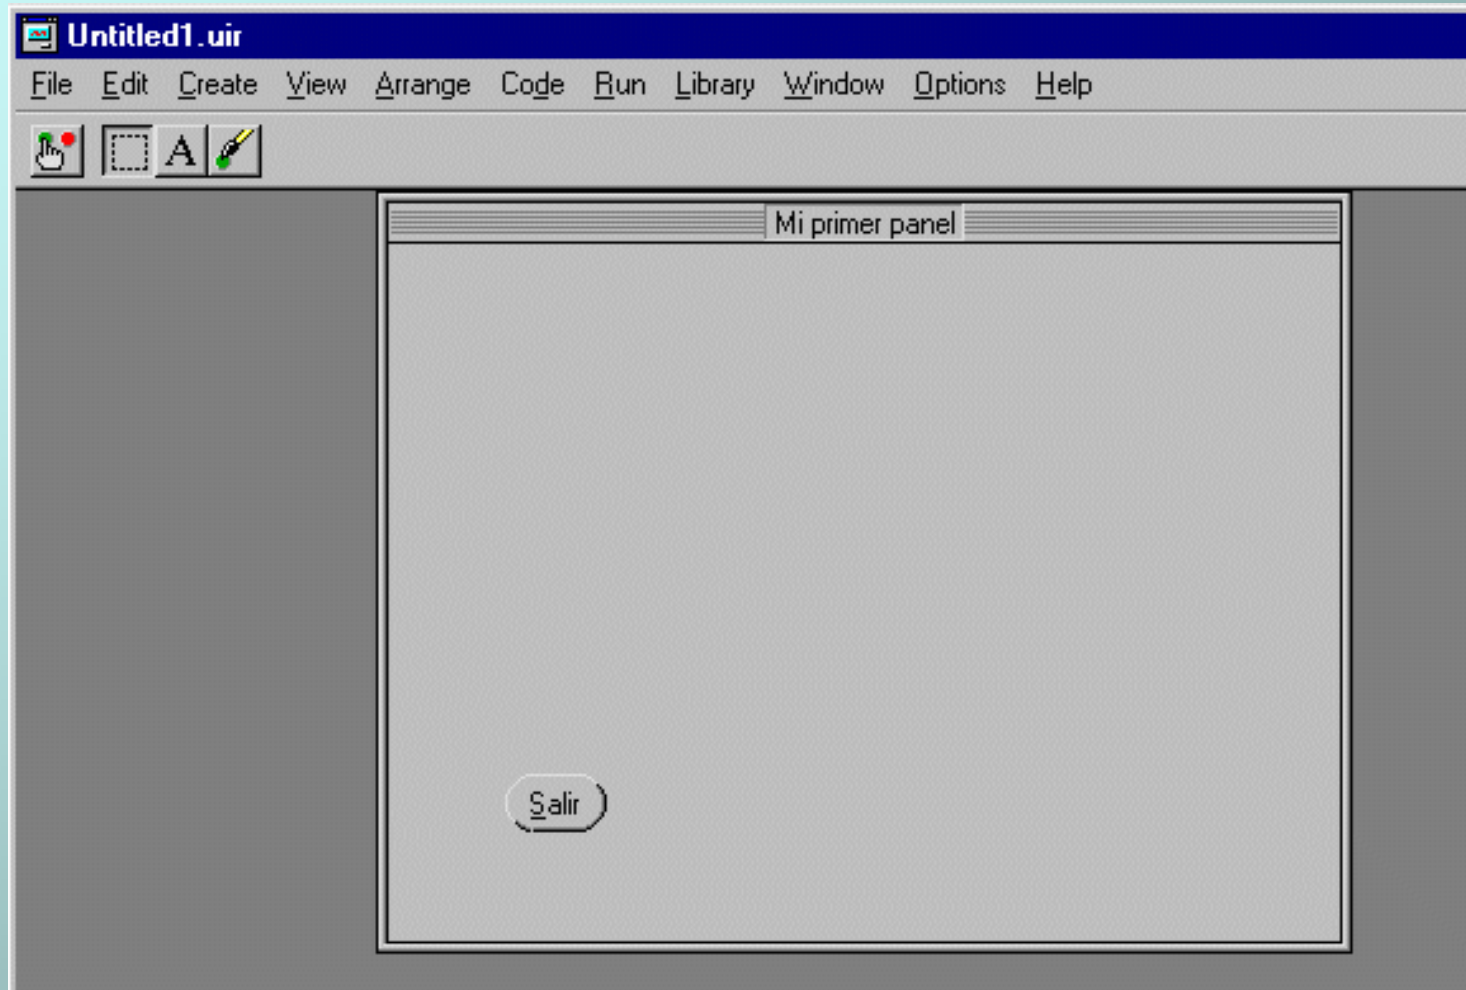 Untitled1.uir
File Edit Create View Arrange Code Run Library Window Options Help
A
Mi primer panel
Salir